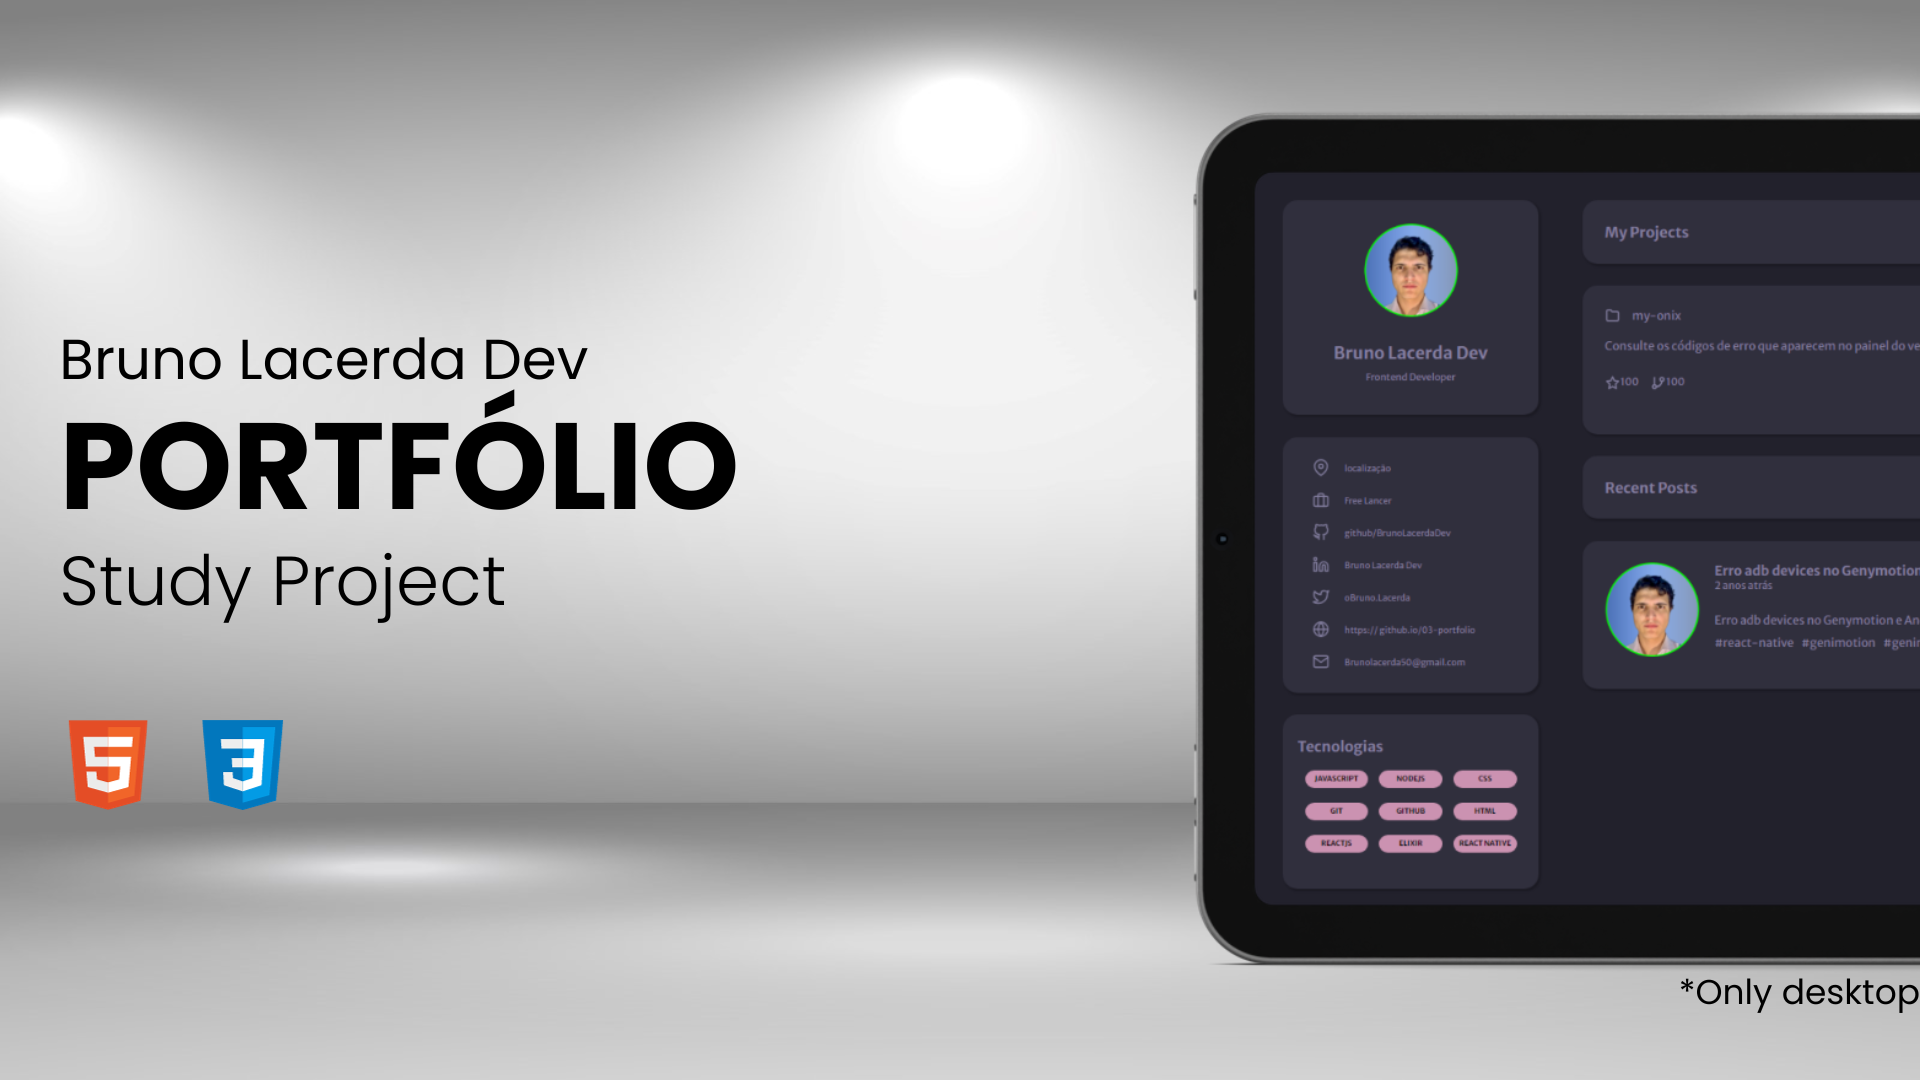 Bruno Lacerda Dev
PORTFÓLIO
Study Project
Bruno Lacerda Dev
Frontend Developer
localização
Free Lancer
github/BrunoLacerdaDev
Bruno Lacerda Dev
oBruno.Lacerda
https:// github.io/03-portfolio
Brunolacerda50@gmail.com
Tecnologias
JAVASCRIPT NODEJS CSS
GIT GITHUB HTML
REACTJS ELIXIR REACT NATIVE
My Projects
my-onix
Consulte os códigos de erro que aparecem no painel do ve
100 100
Recent Posts
Erro adb devices no Genymotion
2 anos atrás
Erro adb devices no Genymotion e An
#react-native #genimotion #genir
*Only desktop